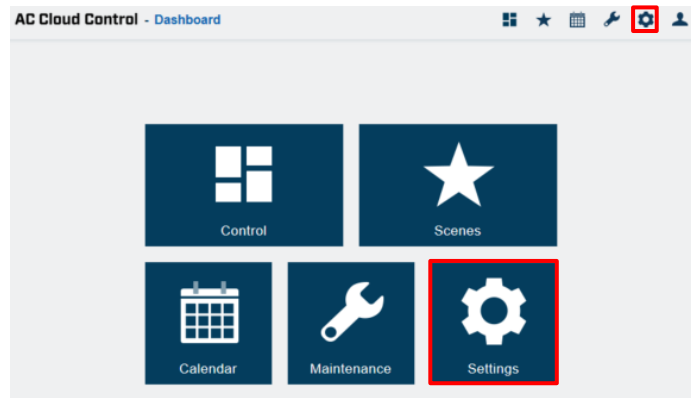 AC Cloud Control - Dashboard
Control
Scenes
Calendar
Maintenance
Settings